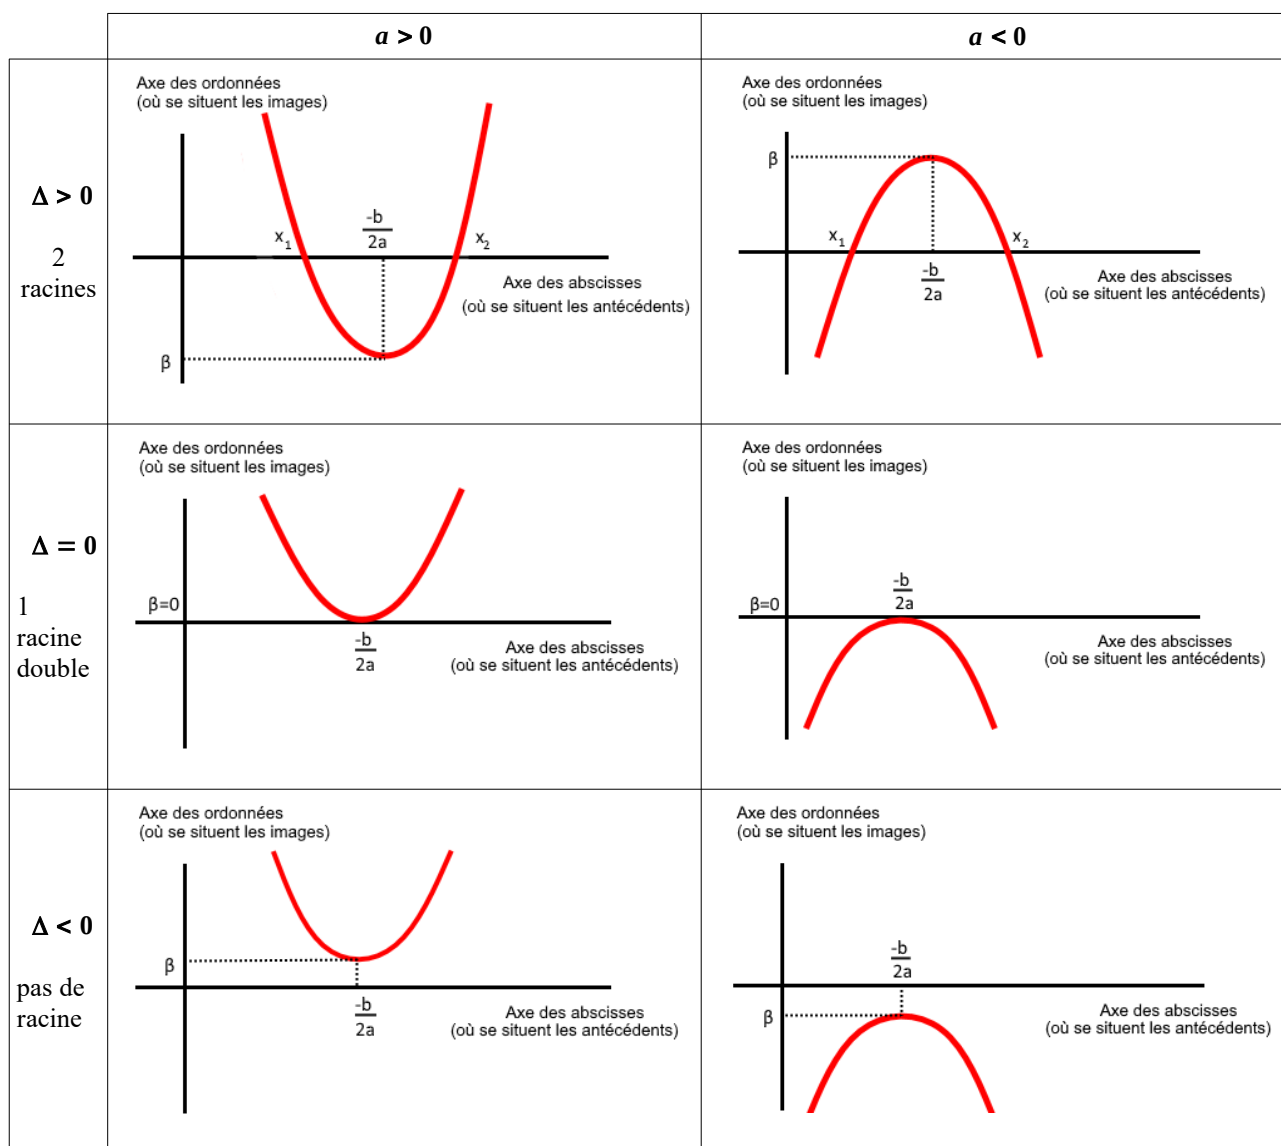 a > 0
a < 0
Δ > 0
2
racines
Axe des ordonnées
(où se situent les images)
x1
-b
2a
x2
Axe des abscisses
(où se situent les antécédents)
β
Axe des ordonnées
(où se situent les images)
β
x1
x2
-b
2a
Axe des abscisses
(où se situent les antécédents)
Δ = 0
1
racine
double
Axe des ordonnées
(où se situent les images)
β=0
-b
2a
Axe des abscisses
(où se situent les antécédents)
Axe des ordonnées
(où se situent les images)
-b
2a
β=0
Axe des abscisses
(où se situent les antécédents)
Δ < 0
pas de
racine
Axe des ordonnées
(où se situent les images)
β
-b
2a
Axe des abscisses
(où se situent les antécédents)
Axe des ordonnées
(où se situent les images)
-b
2a
β
Axe des abscisses
(où se situent les antécédents)